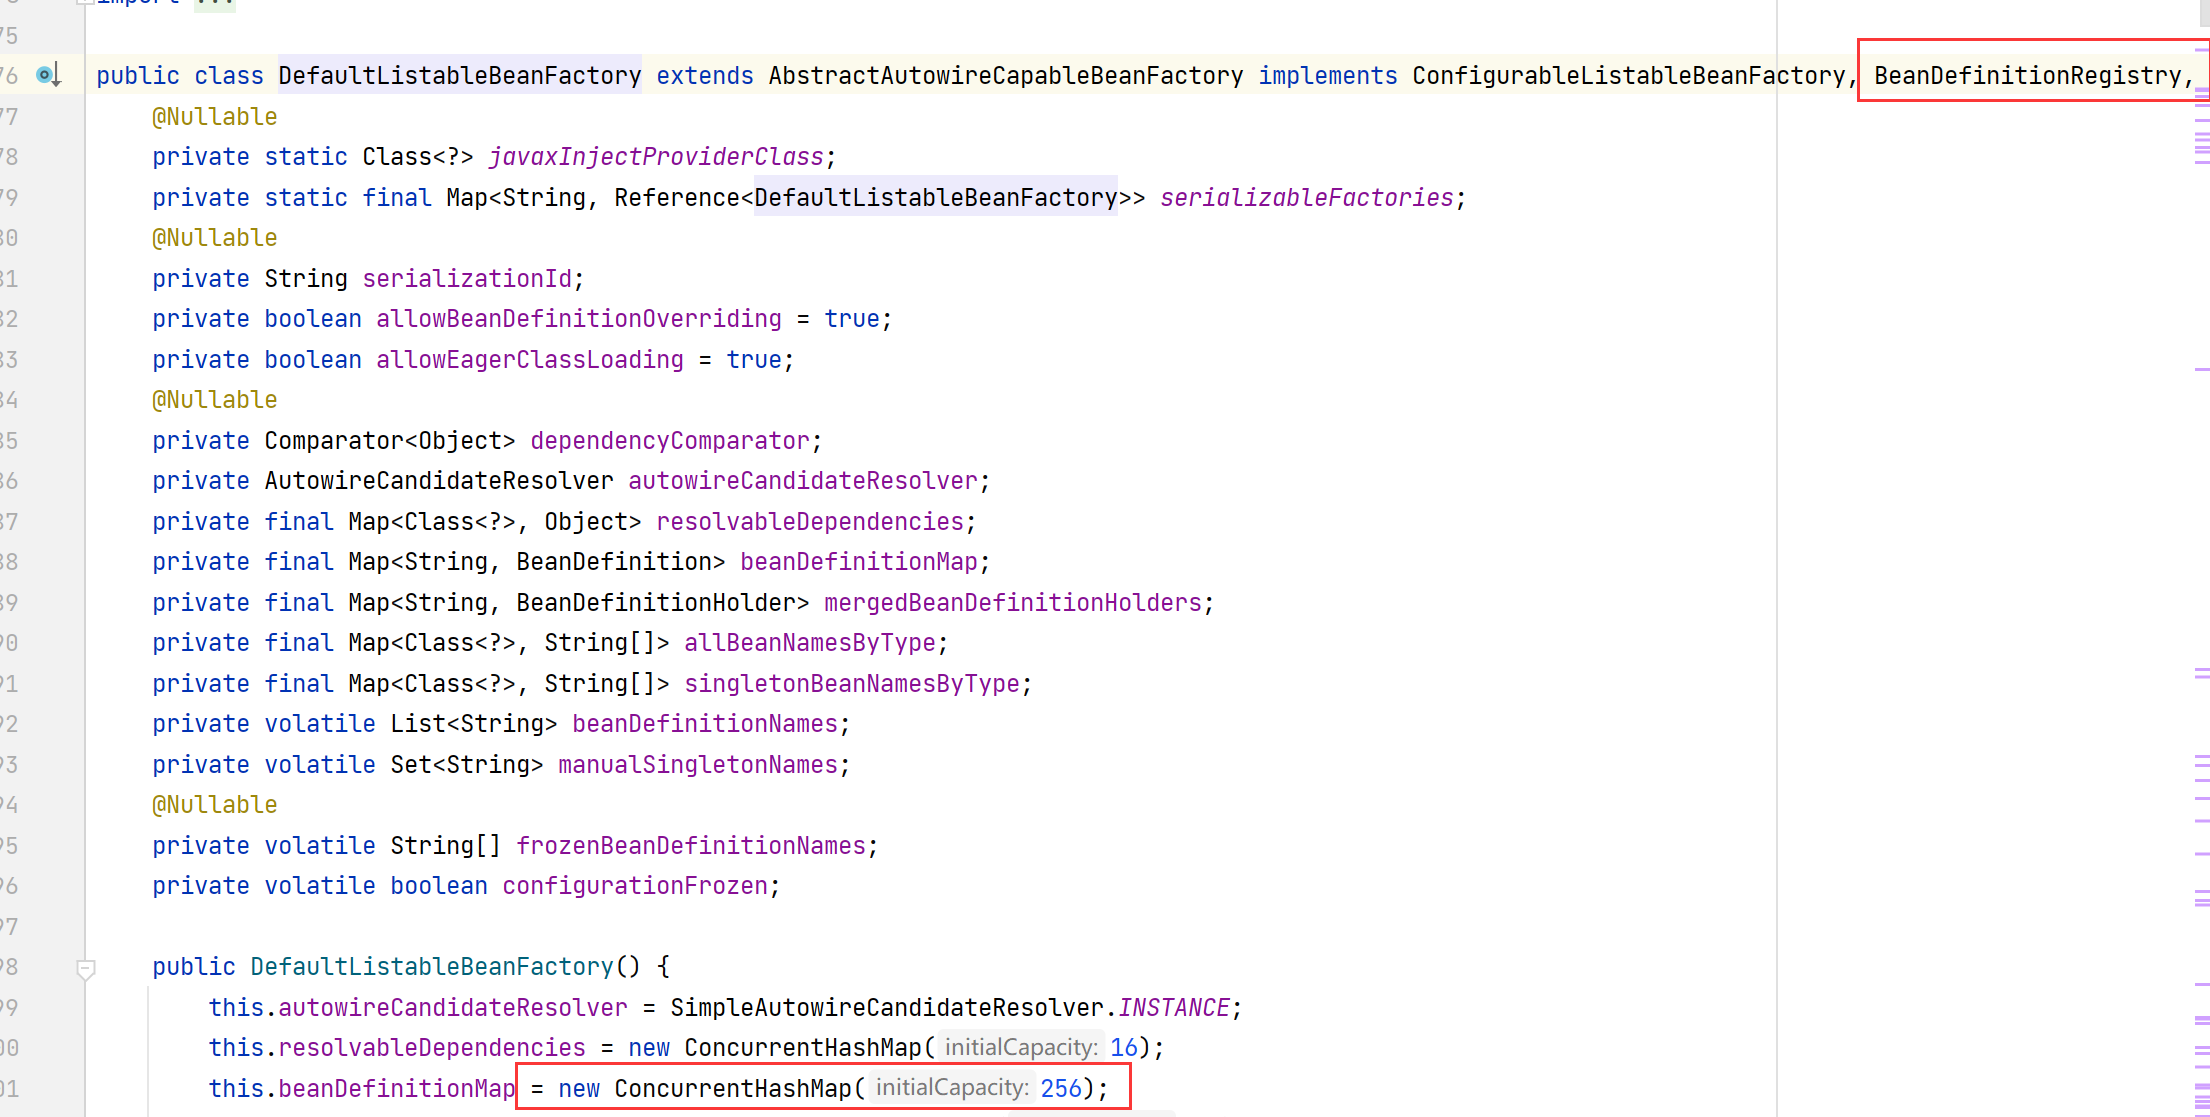 import ...
75
76 public class DefaultListableBeanFactory extends AbstractAutowireCapableBeanFactory implements ConfigurableListableBeanFactory, BeanDefinitionRegistry,
77 @Nullable
78 private static Class<?> javaxInjectProviderClass;
79 private static final Map<String, Reference<DefaultListableBeanFactory>> serializableFactories;
80 @Nullable
81 private String serializationId;
82 private boolean allowBeanDefinitionOverriding = true;
83 private boolean allowEagerClassLoading = true;
84 @Nullable
85 private Comparator<Object> dependencyComparator;
86 private AutowireCandidateResolver autowireCandidateResolver;
87 private final Map<Class<?>, Object> resolvableDependencies;
88 private final Map<String, BeanDefinition> beanDefinitionMap;
89 private final Map<String, BeanDefinitionHolder> mergedBeanDefinitionHolders;
90 private final Map<Class<?>, String[]> allBeanNamesByType;
91 private final Map<Class<?>, String[]> singletonBeanNamesByType;
92 private volatile List<String> beanDefinitionNames;
93 private volatile Set<String> manualSingletonNames;
94 @Nullable
95 private volatile String[] frozenBeanDefinitionNames;
96 private volatile boolean configurationFrozen;
97
98 public DefaultListableBeanFactory() {
99 this.autowireCandidateResolver = SimpleAutowireCandidateResolver.INSTANCE;
00 this.resolvableDependencies = new ConcurrentHashMap( initialCapacity: 16);
01 this.beanDefinitionMap = new ConcurrentHashMap( initialCapacity: 256);